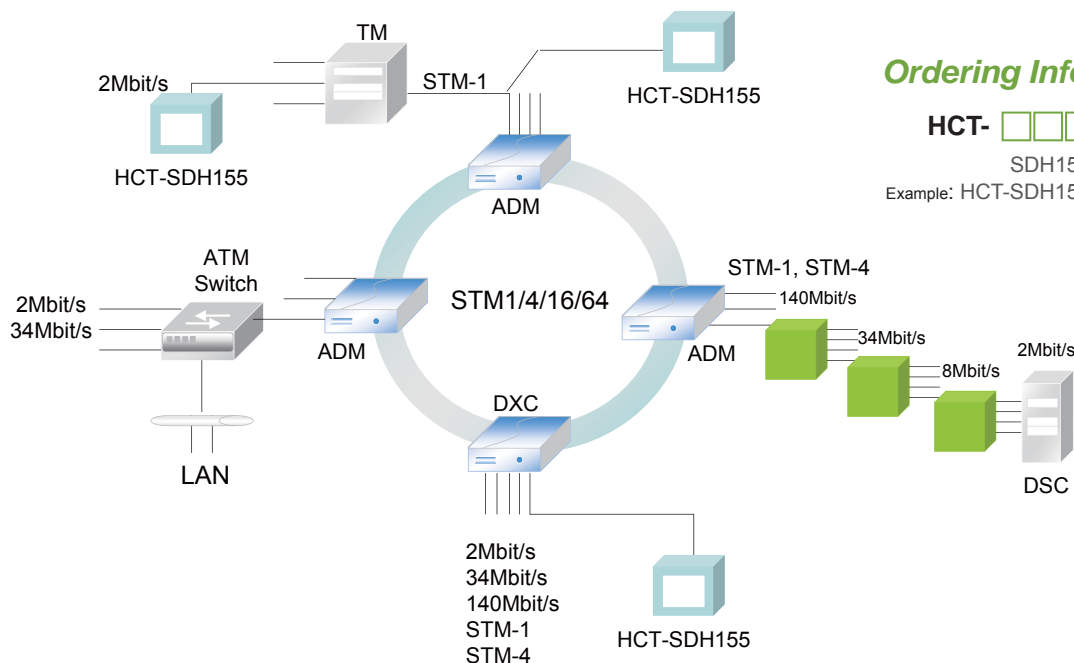 TM
2Mbit/s
STM-1
HCT-SDH155
HCT-SDH155
ADM
Ordering Info
HCT-
SDH15
Example: HCT-SDH15
ATM
Switch
2Mbit/s
34Mbit/s
ADM
LAN
STM1/4/16/64
STM-1, STM-4
140Mbit/s
ADM
34Mbit/s
8Mbit/s
2Mbit/s
DSC
DXC
2Mbit/s
34Mbit/s
140Mbit/s
STM-1
STM-4
HCT-SDH155